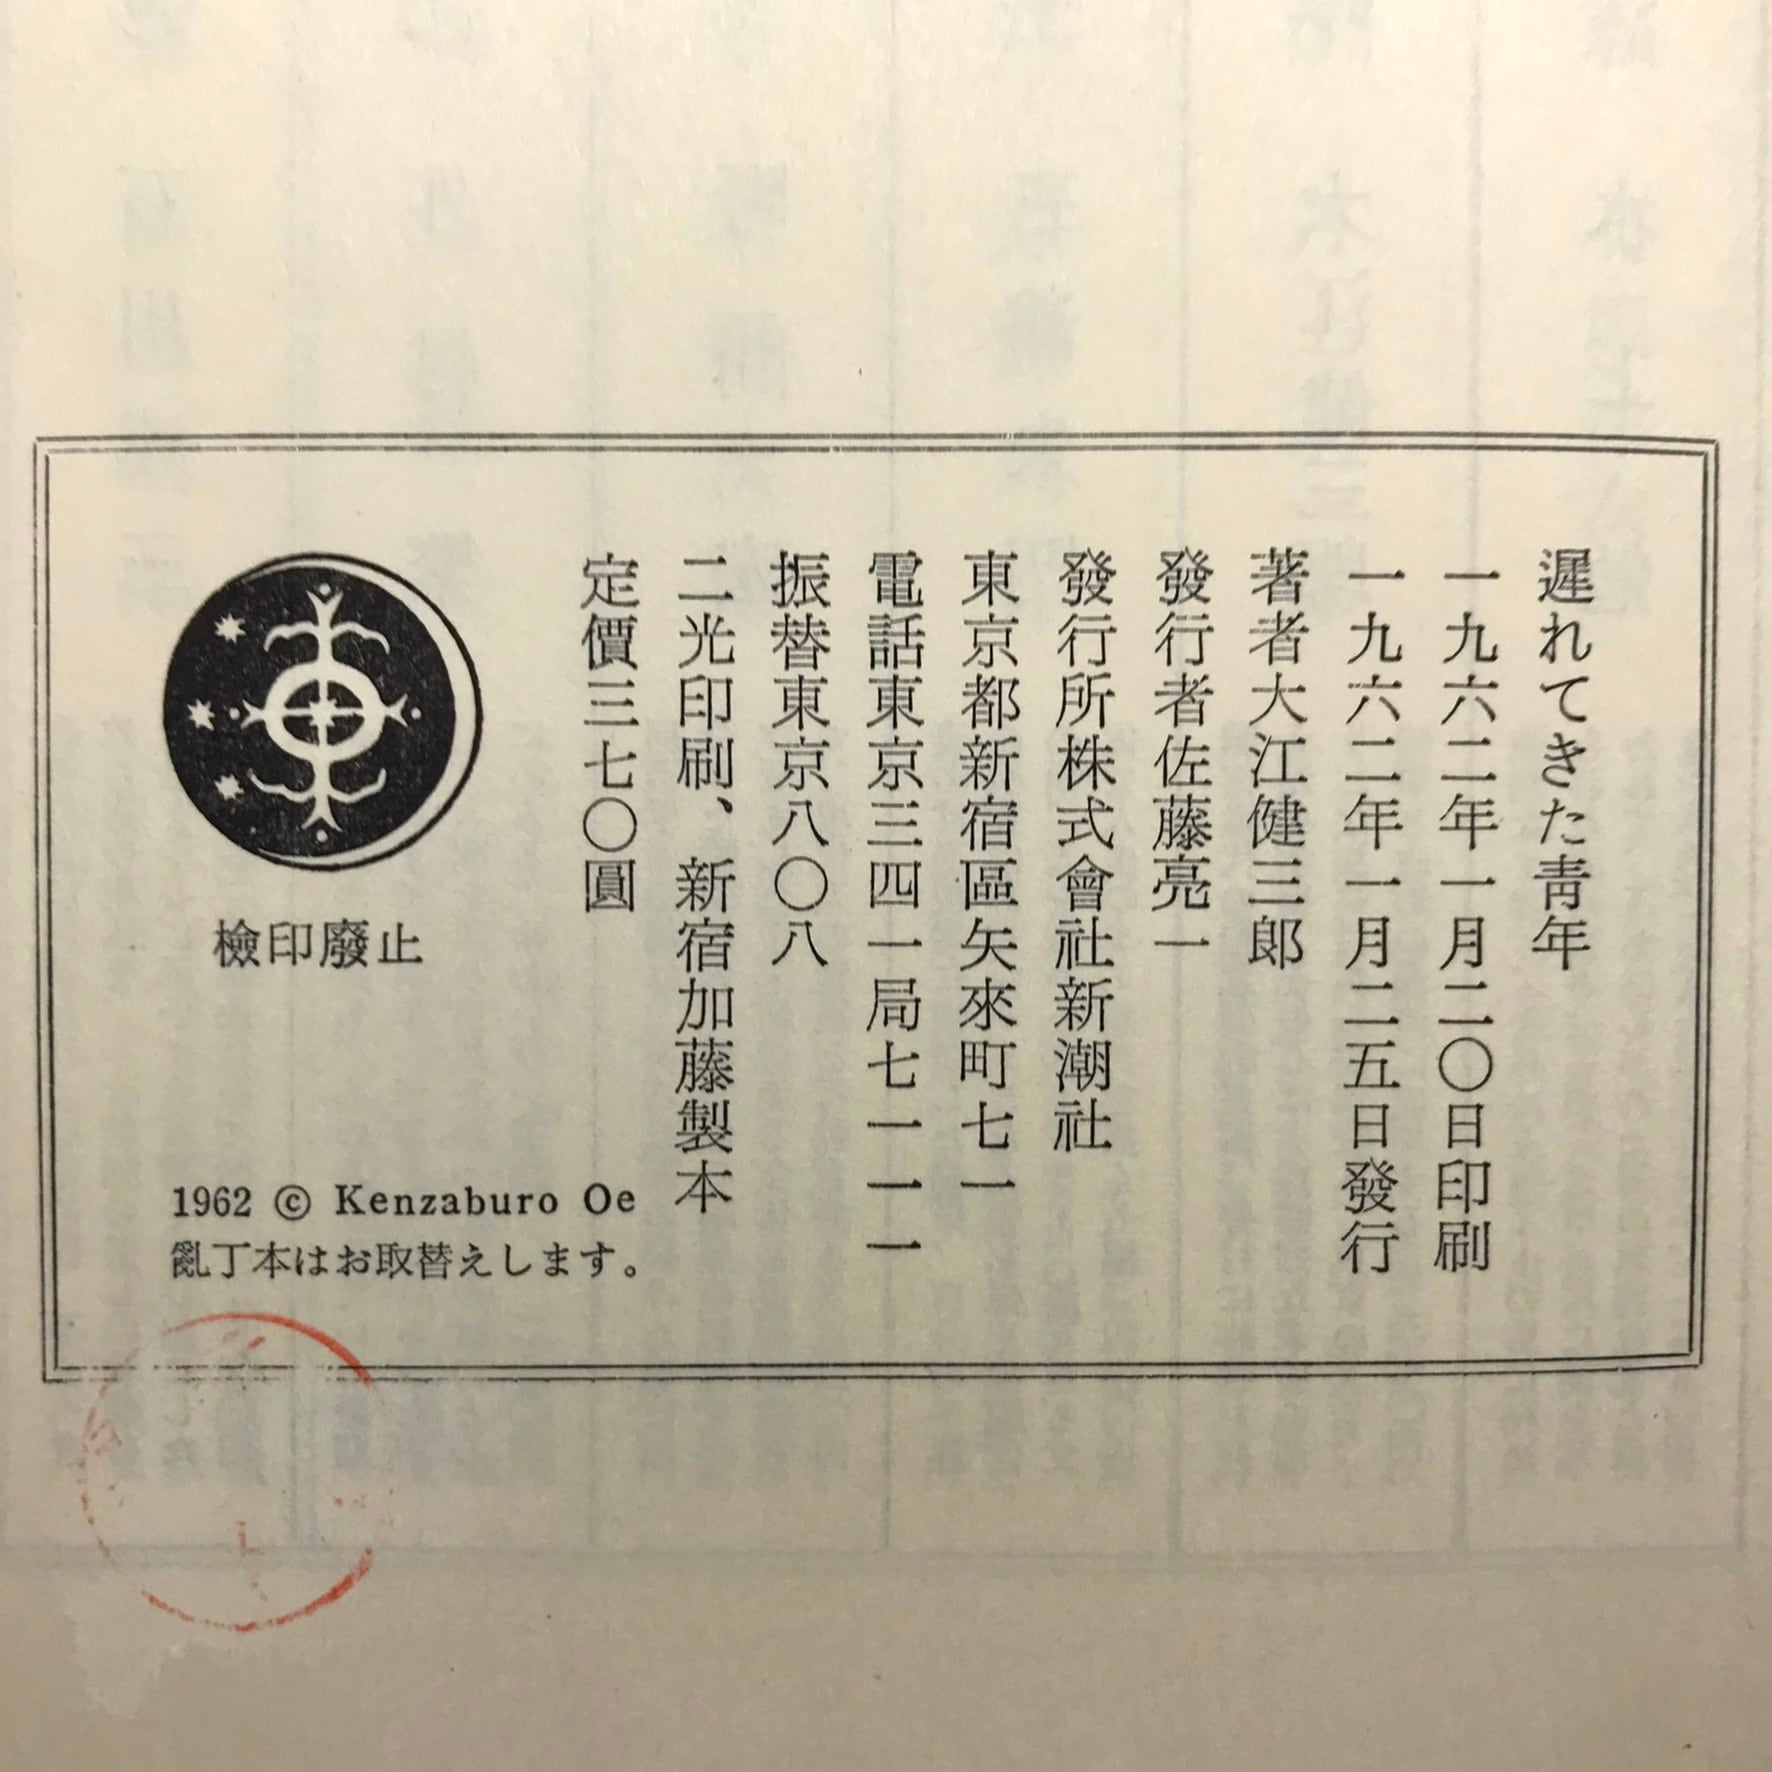 遲れてきた靑年
一九六二年一月二〇日印刷
一九六二年一月二五日發行
著者大江健三郎
發行者佐藤亮一
發行所株式會社新潮社
東京都新宿區矢來町七一
電話東京三四一局七一一一
振替東京八〇八
二光印刷、新宿加藤製本
定價三七〇圓
檢印廢止
1962 © Kenzaburo Oe
亂丁本はお取替えします。